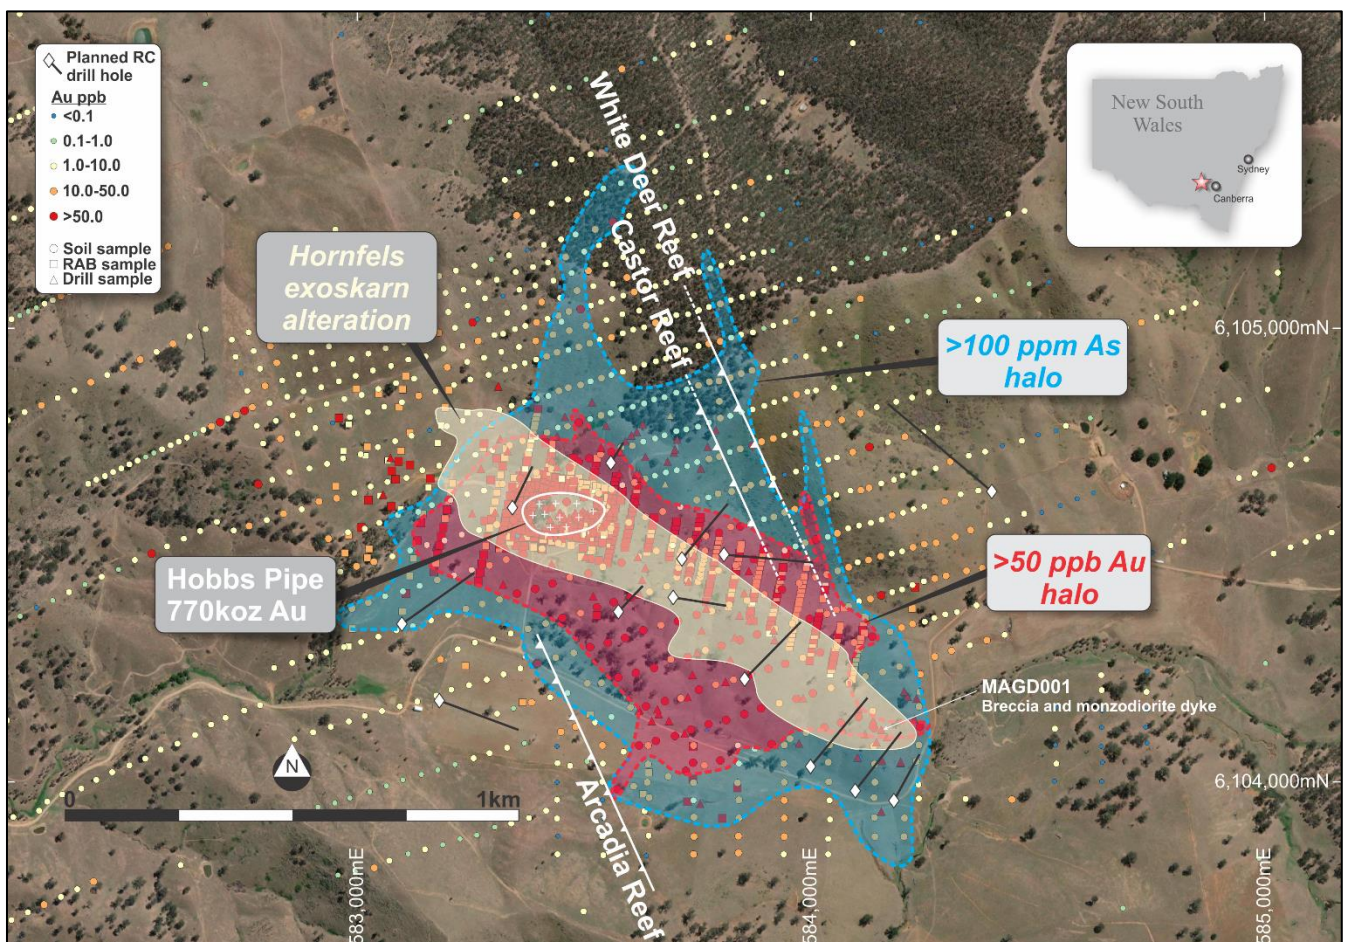 Planned RC
drill hole
Au ppb
<0.1
0.1-1.0
1.0-10.0
10.0-50.0
>50.0
Soil sample
RAB sample
Drill sample
White Deer Reef
Castor Reef
New South
Wales
Sydney
Canberra
Hornfels
exoskarn
alteration
6,105,000mN
>100 ppm As
halo
>50 ppb Au
halo
Hobbs Pipe
770koz Au
MAGD001
Breccia and monzodiorite dyke
N
6,104,000mN
0
1km
Arcadia Reef
583,000mE
584,000mE
585,000mE